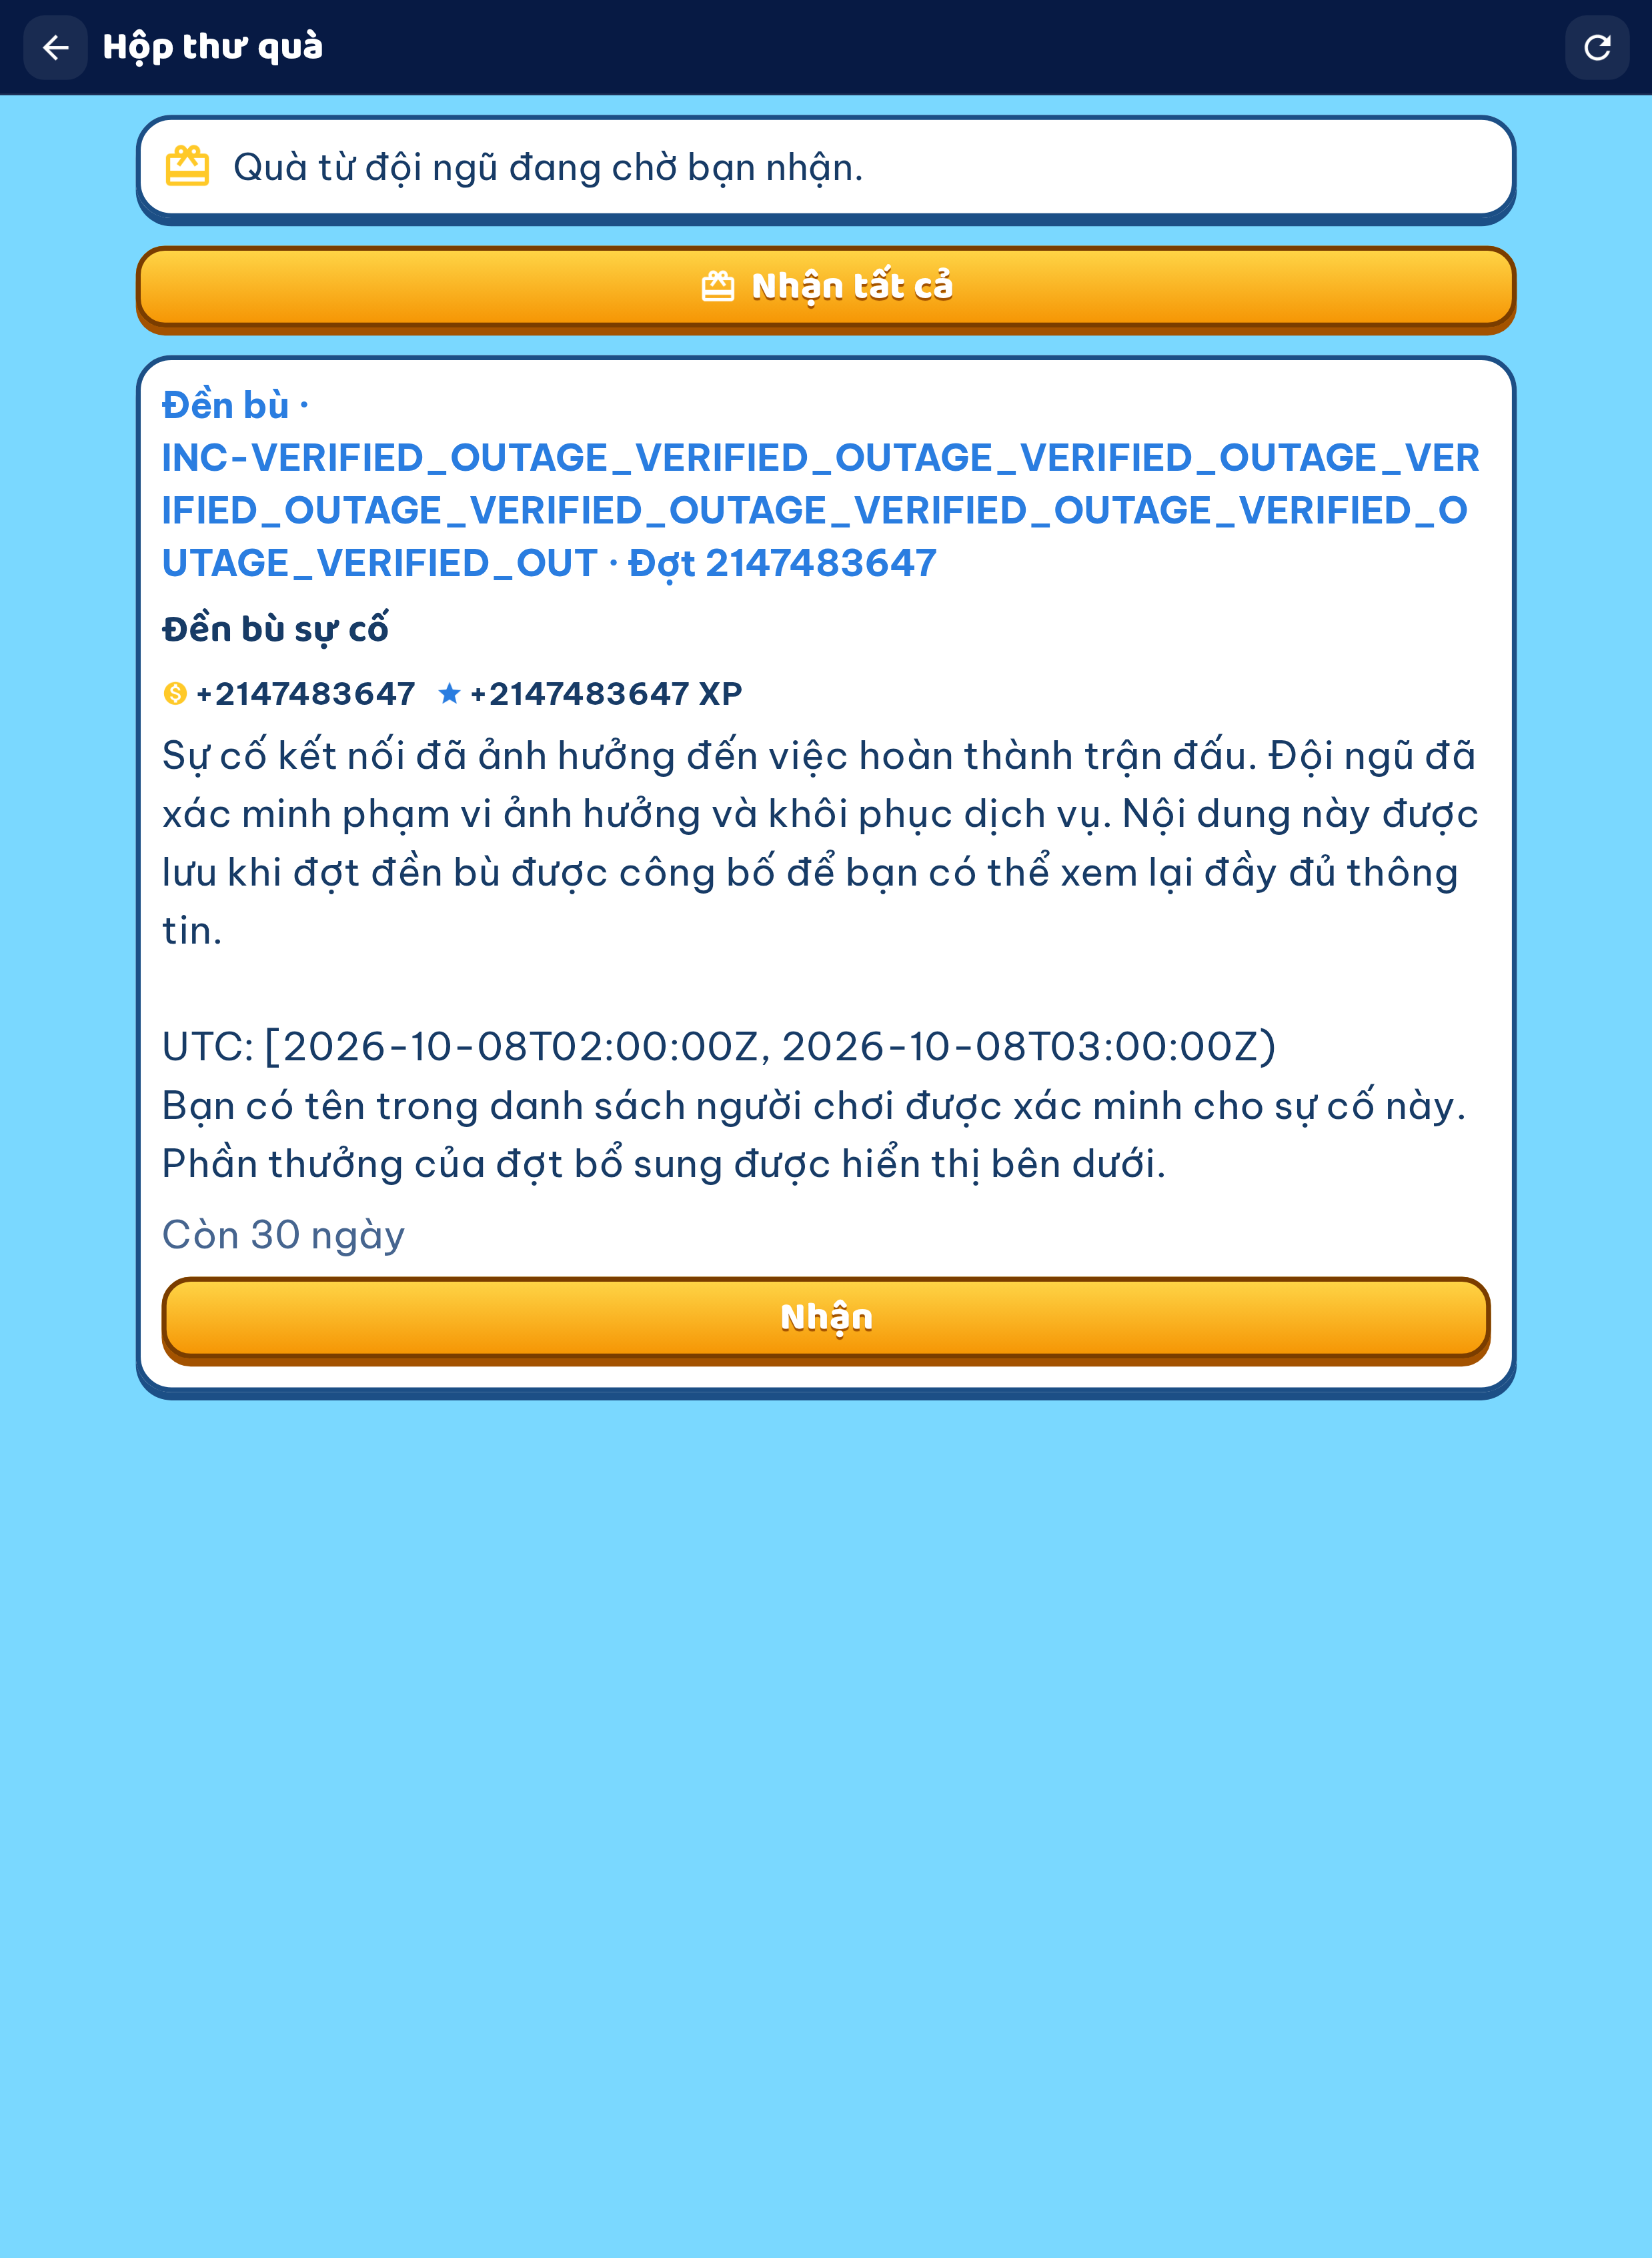 Hộp thư quà
Quà từ đội ngũ đang chờ bạn nhận.
Nhận tất cả
Đền bù ·
INC-VERIFIED_OUTAGE_VERIFIED_OUTAGE_VERIFIED_OUTAGE_VER
IFIED_OUTAGE_VERIFIED_OUTAGE_VERIFIED_OUTAGE_VERIFIED_O
UTAGE_VERIFIED_OUT · Đợt 2147483647
Đền bù sự cố
+2147483647 +2147483647 XP
Sự cố kết nối đã ảnh hưởng đến việc hoàn thành trận đấu. Đội ngũ đã
xác minh phạm vi ảnh hưởng và khôi phục dịch vụ. Nội dung này được
lưu khi đợt đền bù được công bố để bạn có thể xem lại đầy đủ thông
tin.
UTC: [2026-10-08T02:00:00Z, 2026-10-08T03:00:00Z)
Bạn có tên trong danh sách người chơi được xác minh cho sự cố này.
Phần thưởng của đợt bổ sung được hiển thị bên dưới.
Còn 30 ngày
Nhận